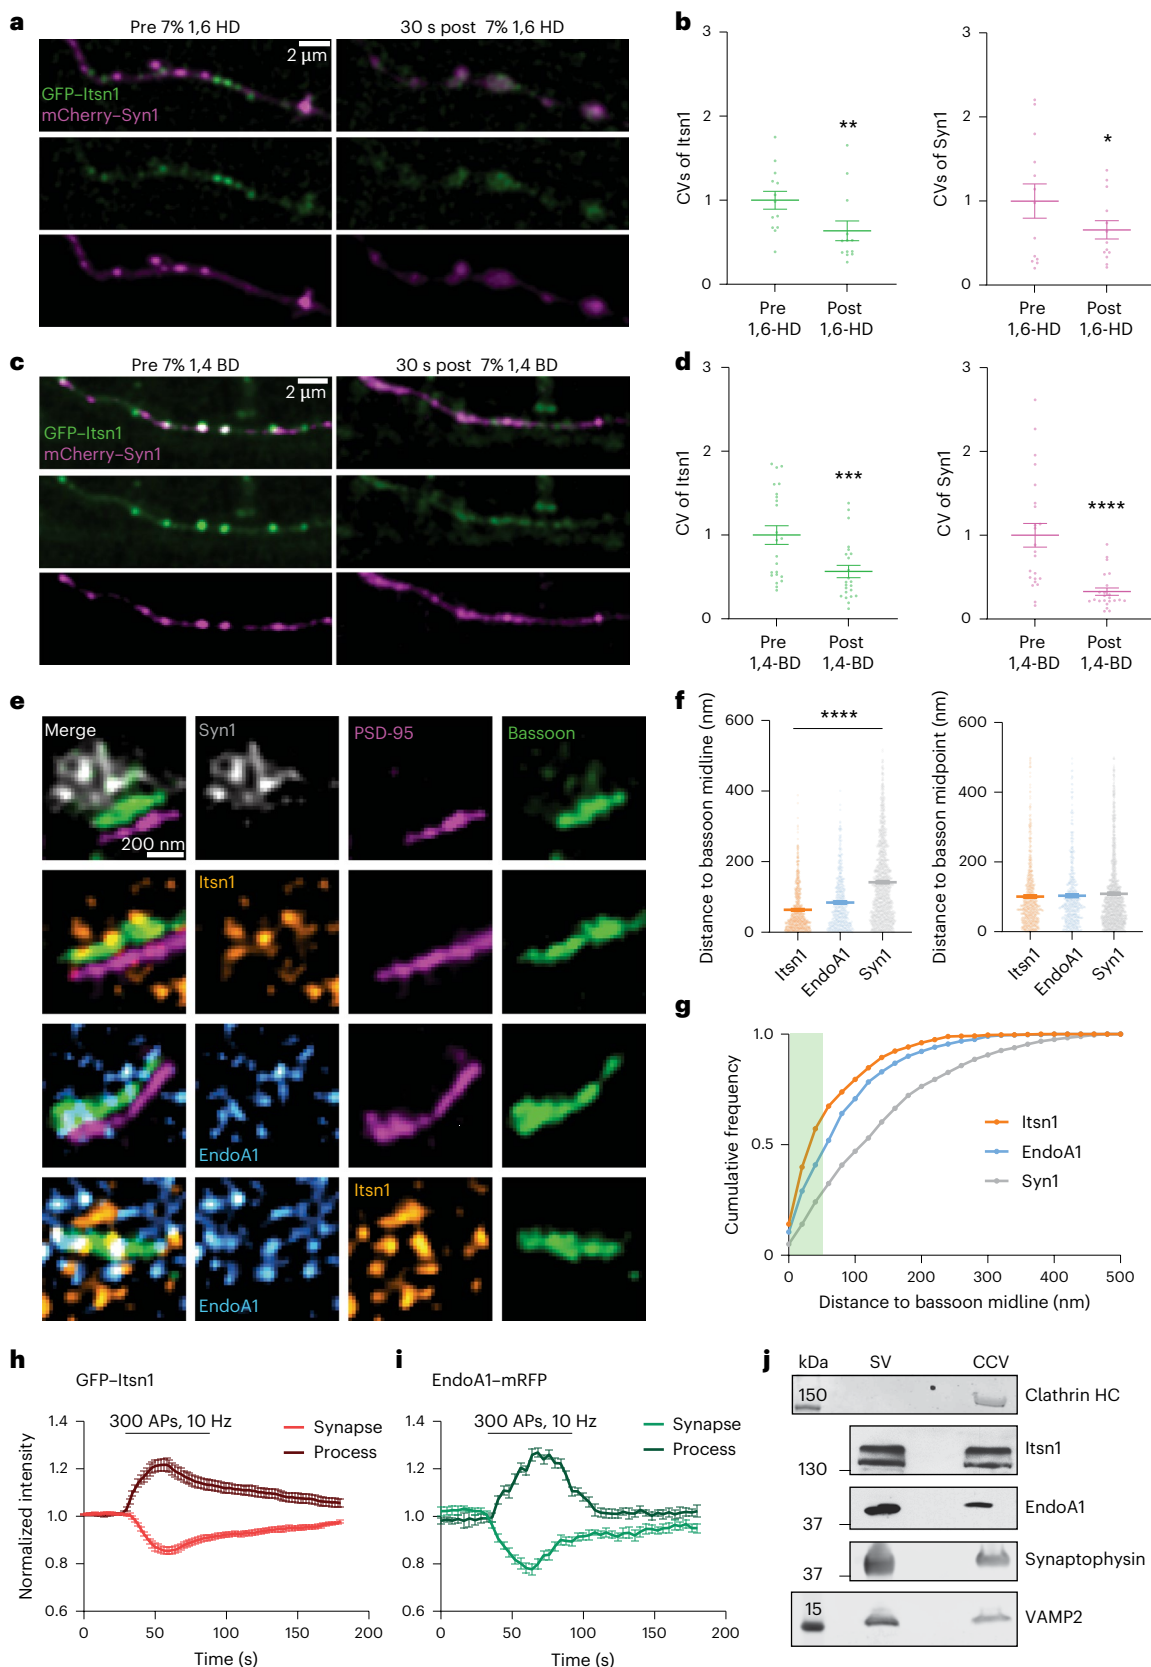 a
Pre 7% 1,6 HD
30 s post 7% 1,6 HD
2 µm
GFP–Itsn1
mCherry–Syn1
b
CVs of Itsn1
3
2
1
0
**
Pre
1,6-HD
Post
1,6-HD
CVs of Syn1
3
2
1
0
*
Pre
1,6-HD
Post
1,6-HD
c
Pre 7% 1,4 BD
30 s post 7% 1,4 BD
2 µm
GFP–Itsn1
mCherry–Syn1
d
CV of Itsn1
3
2
1
0
***
Pre
1,4-BD
Post
1,4-BD
CV of Syn1
3
2
1
0
****
Pre
1,4-BD
Post
1,4-BD
e
Merge
Syn1
PSD-95
Bassoon
200 nm
Itsn1
EndoA1
Itsn1
EndoA1
f
Distance to bassoon midline (nm)
600
400
200
0
****
Itsn1
EndoA1
Syn1
Distance to basson midpoint (nm)
600
400
200
0
Itsn1
EndoA1
Syn1
g
Cumulative frequency
1.0
0.5
0
Itsn1
EndoA1
Syn1
0 100 200 300 400 500
Distance to bassoon midline (nm)
h
GFP–Itsn1
Normalized intensity
1.4
1.2
1.0
0.8
0.6
300 APs, 10 Hz
Synapse
Process
0 50 100 150 200
Time (s)
i
EndoA1–mRFP
1.4
1.2
1.0
0.8
0.6
300 APs, 10 Hz
Synapse
Process
0 50 100 150 200
Time (s)
j
kDa SV CCV
150 Clathrin HC
Itsn1
130
EndoA1
37
Synaptophysin
37
15 VAMP2